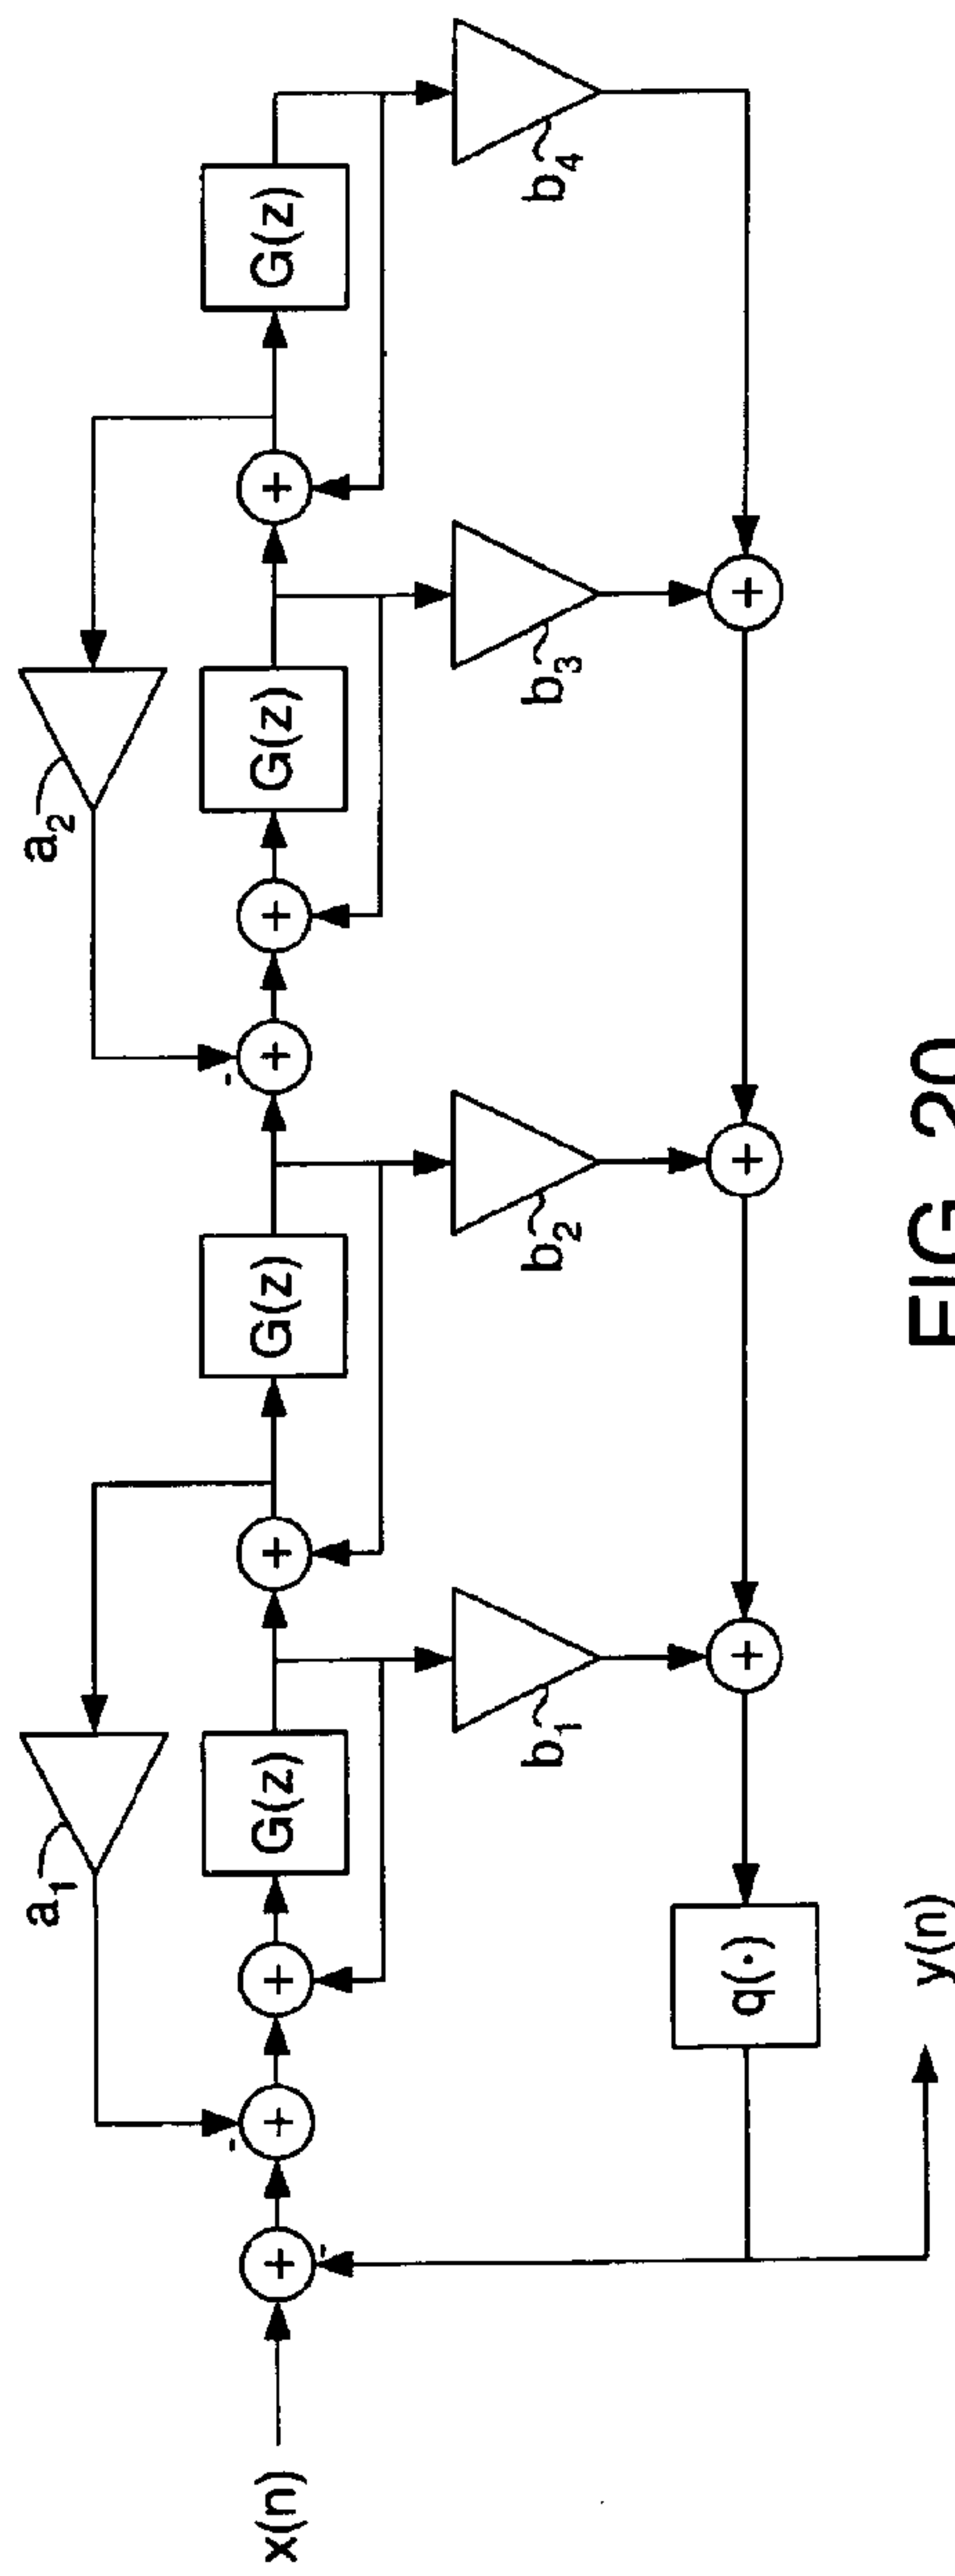 a1
a2
x(n)
+
-
+
-
+
G(z)
+
G(z)
+
-
+
G(z)
+
G(z)
b1
b2
b3
b4
q(·)
+
+
+
y(n)
FIG. 20